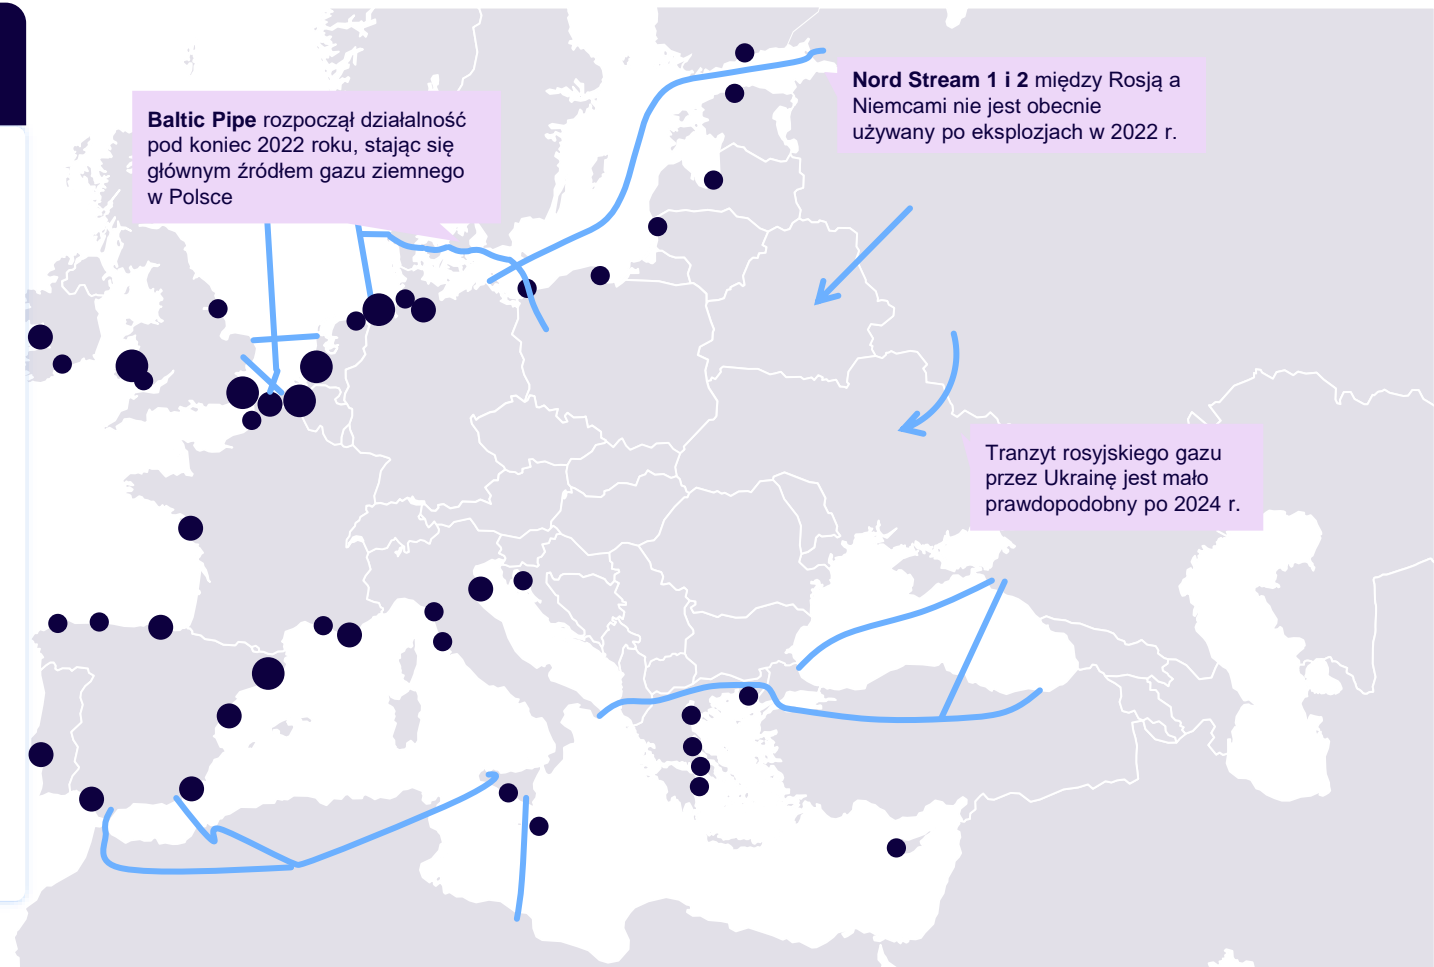 Nord Stream 1 i 2 między Rosją a
Niemcami nie jest obecnie
używany po eksplozjach w 2022 r.
Baltic Pipe rozpoczął działalność
pod koniec 2022 roku, stając się
głównym źródłem gazu ziemnego
w Polsce
Tranzyt rosyjskiego gazu
przez Ukrainę jest mało
prawdopodobny po 2024 r.